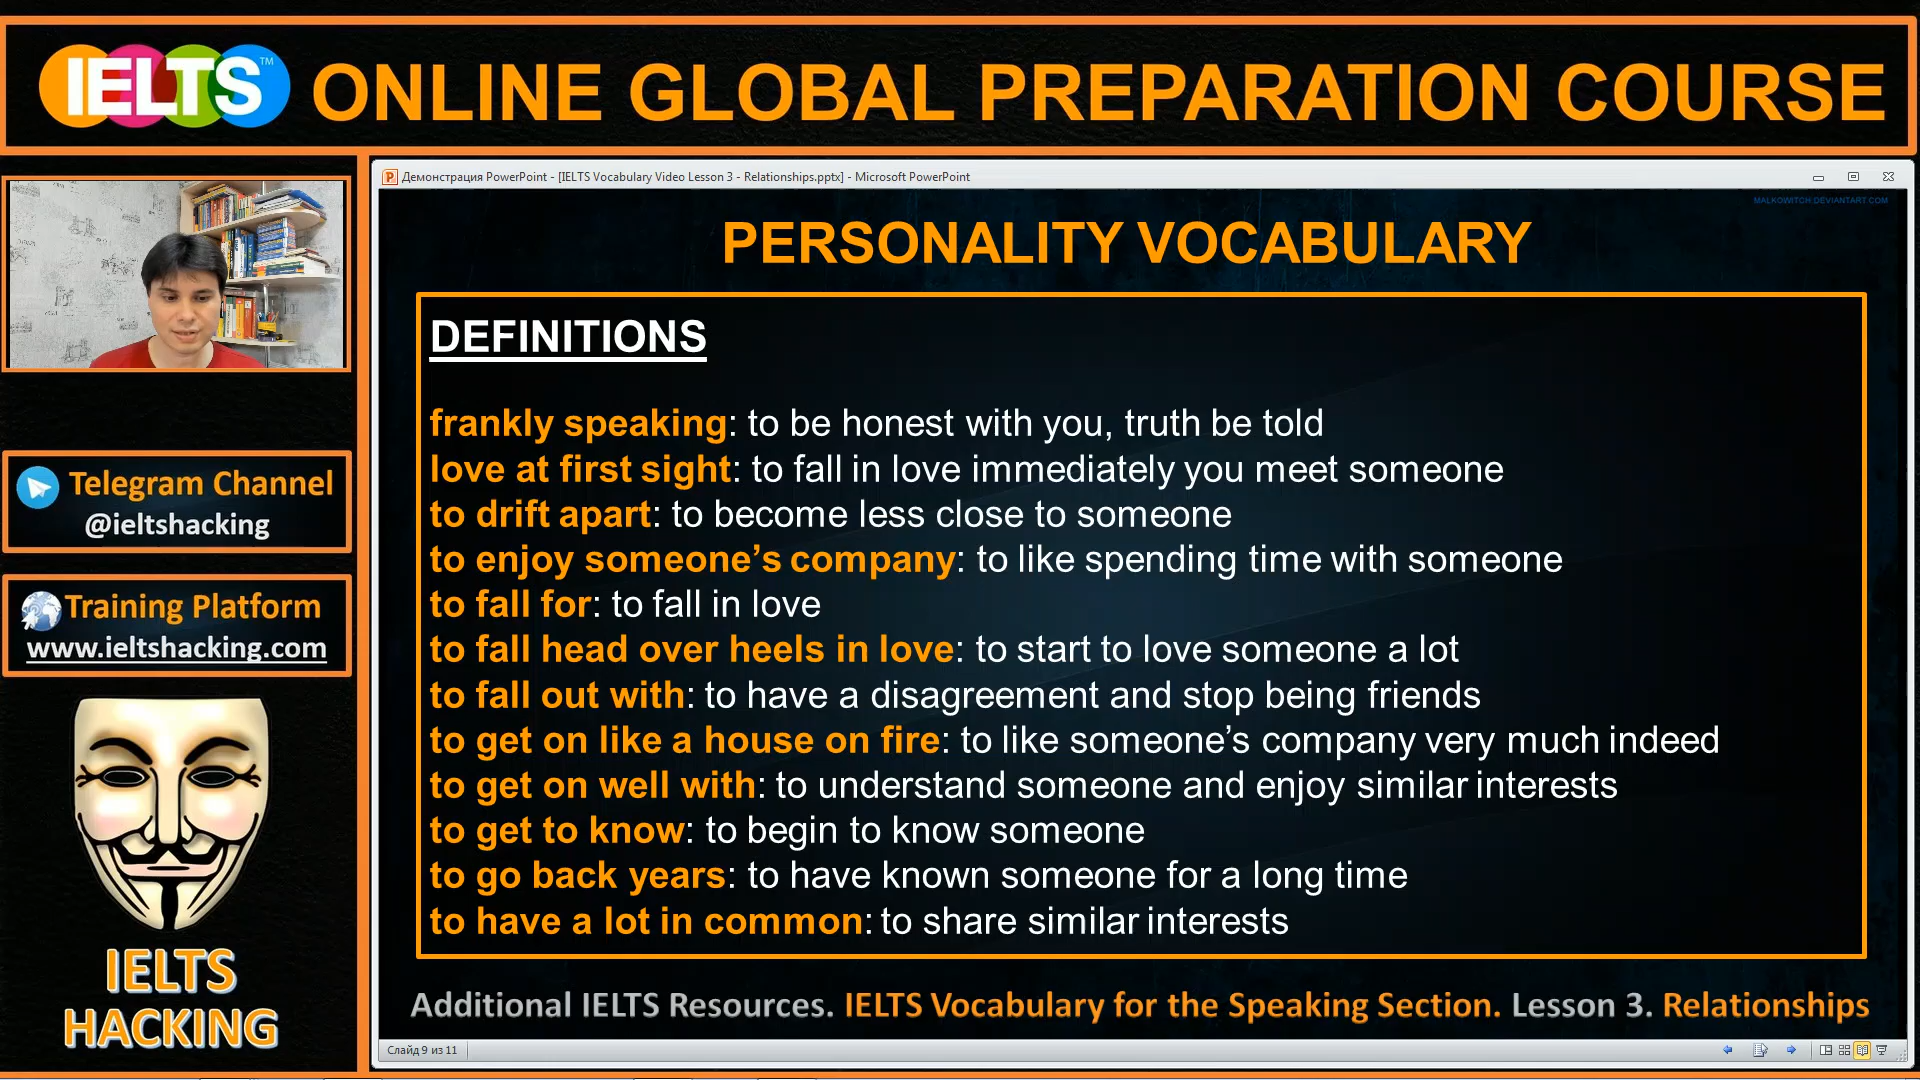 IELTS™ ONLINE GLOBAL PREPARATION COURSE
Демонстрация PowerPoint - [IELTS Vocabulary Video Lesson 3 - Relationships.pptx] - Microsoft PowerPoint
MALKOWITCH.DEVIANTART.COM
PERSONALITY VOCABULARY
DEFINITIONS
frankly speaking: to be honest with you, truth be told
love at first sight: to fall in love immediately you meet someone
to drift apart: to become less close to someone
to enjoy someone’s company: to like spending time with someone
to fall for: to fall in love
to fall head over heels in love: to start to love someone a lot
to fall out with: to have a disagreement and stop being friends
to get on like a house on fire: to like someone’s company very much indeed
to get on well with: to understand someone and enjoy similar interests
to get to know: to begin to know someone
to go back years: to have known someone for a long time
to have a lot in common: to share similar interests
Additional IELTS Resources. IELTS Vocabulary for the Speaking Section. Lesson 3. Relationships
Слайд 9 из 11
Telegram Channel
@ieltshacking
Training Platform
www.ieltshacking.com
IELTS
HACKING